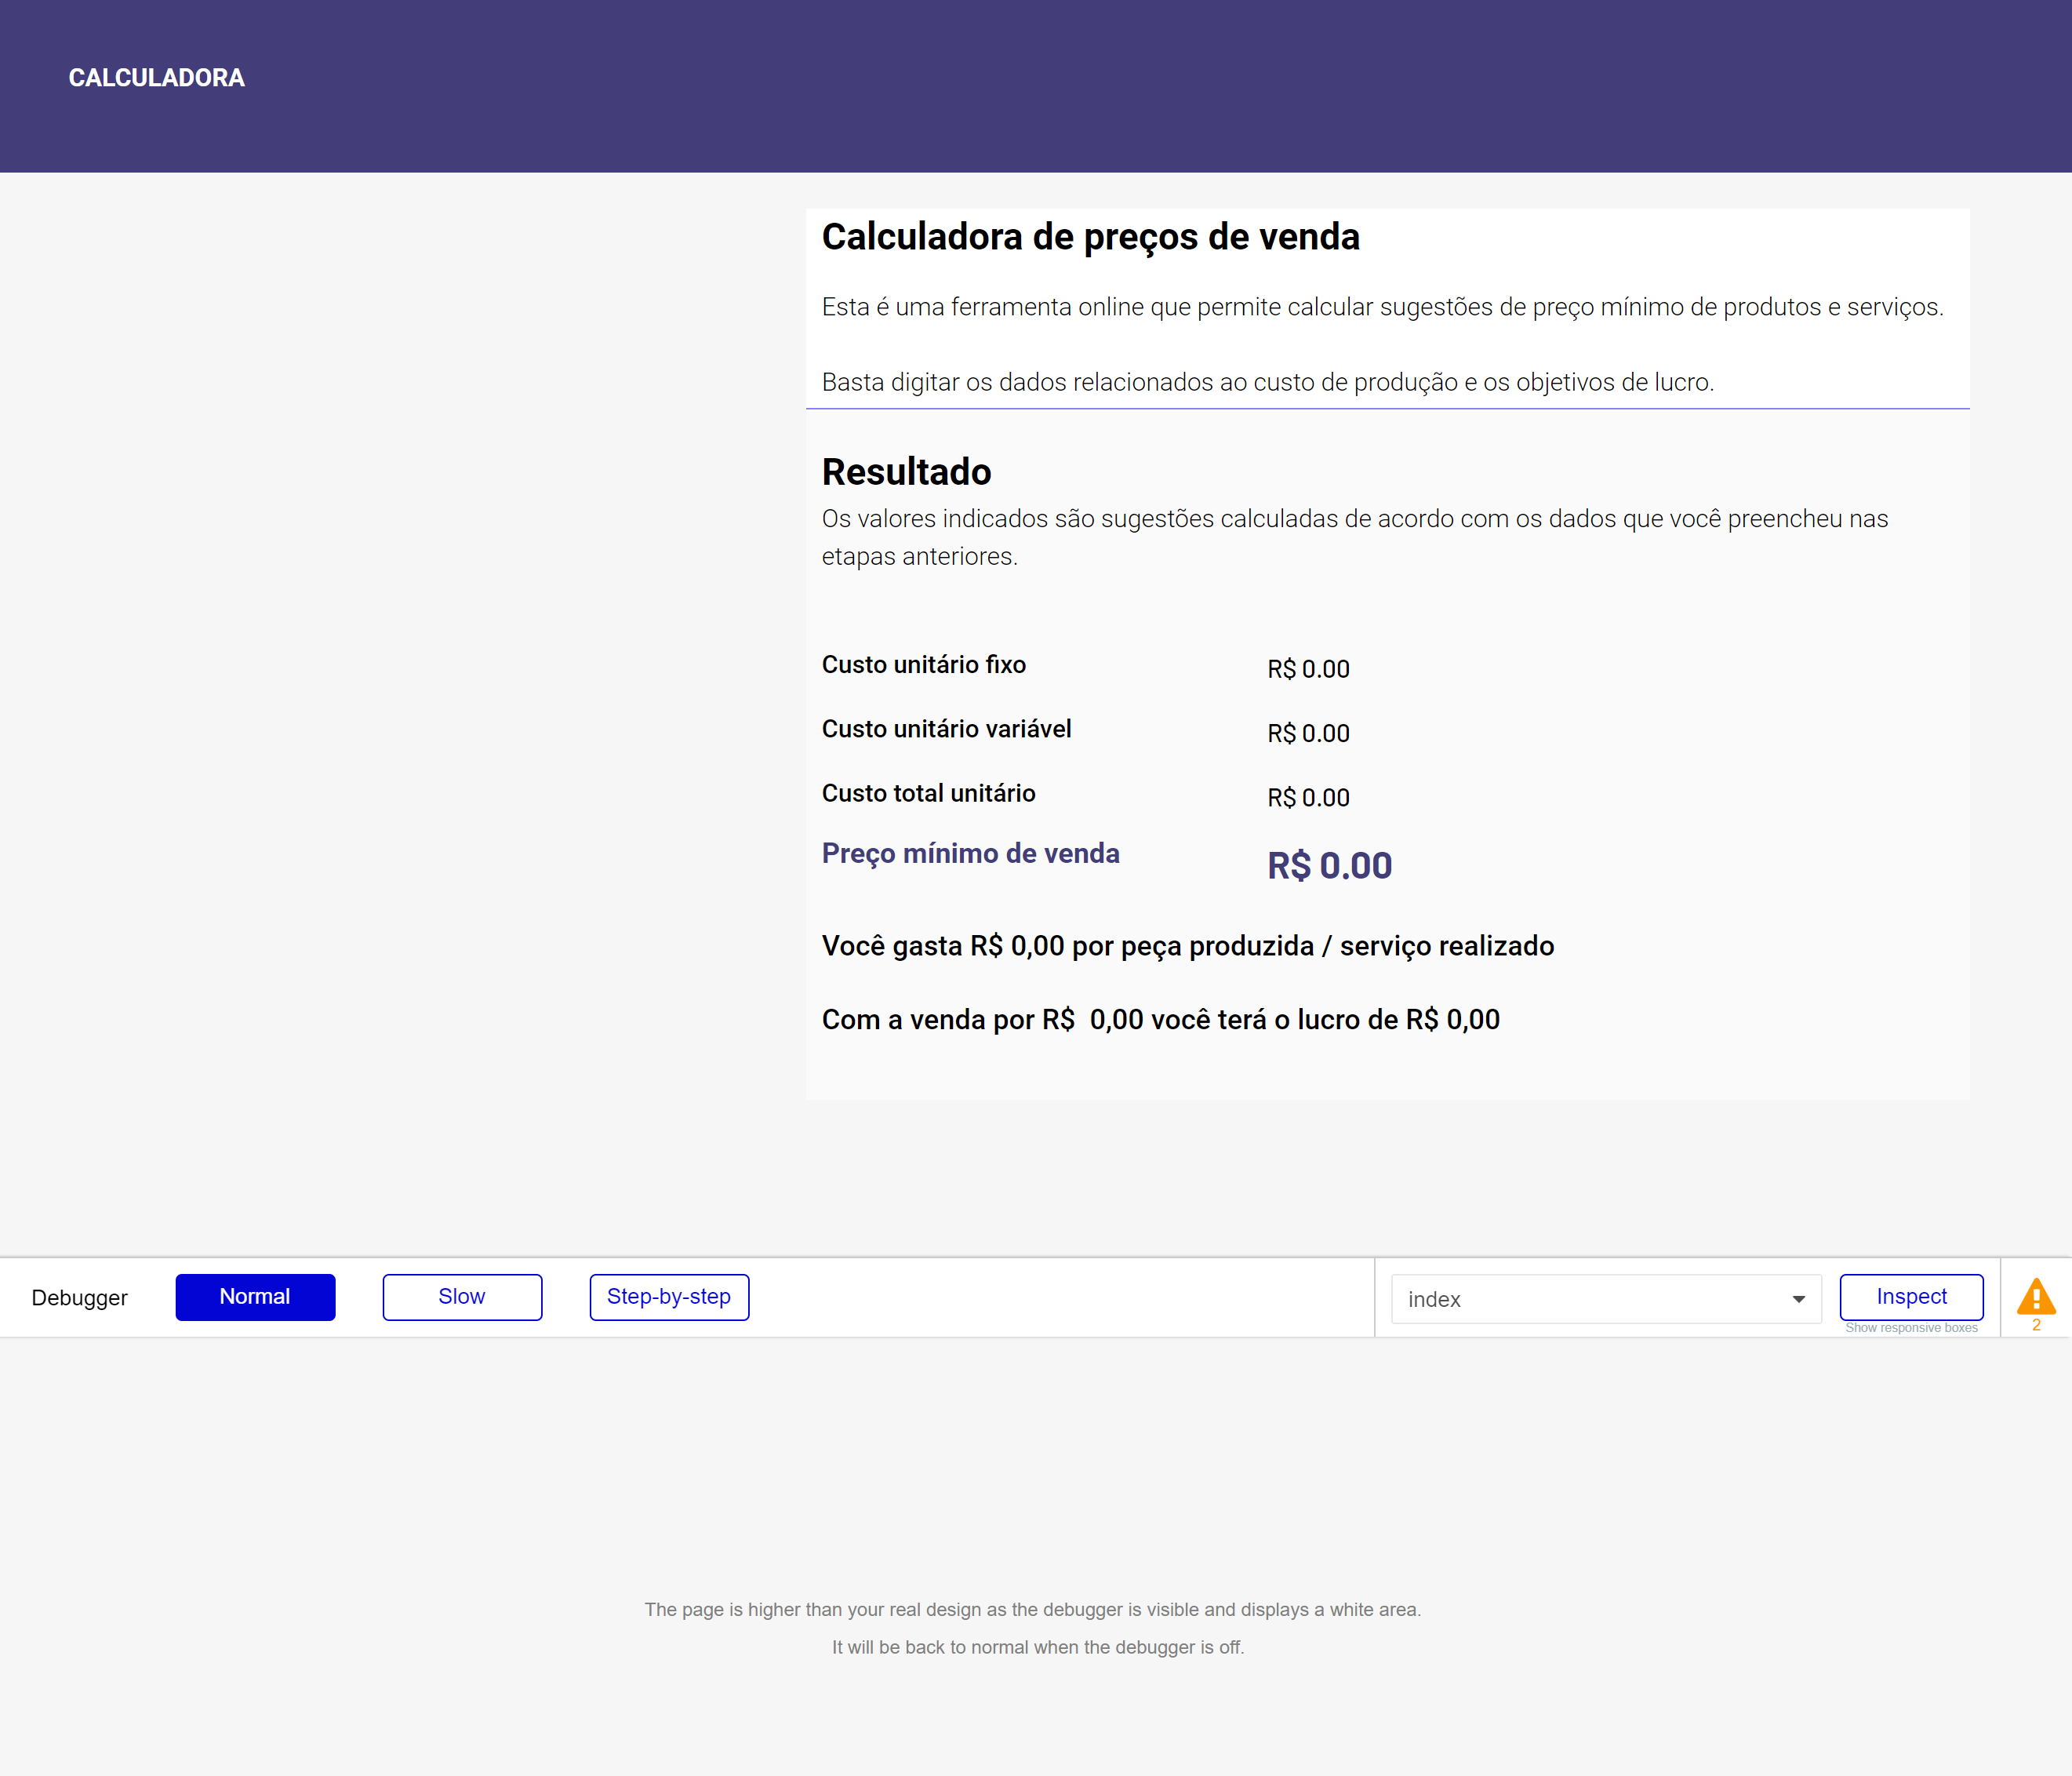 CALCULADORA
Calculadora de preços de venda
Esta é uma ferramenta online que permite calcular sugestões de preço mínimo de produtos e serviços.
Basta digitar os dados relacionados ao custo de produção e os objetivos de lucro.
Resultado
Os valores indicados são sugestões calculadas de acordo com os dados que você preencheu nas
etapas anteriores.
Custo unitário fixo R$ 0.00
Custo unitário variável R$ 0.00
Custo total unitário R$ 0.00
Preço mínimo de venda R$ 0.00
Você gasta R$ 0,00 por peça produzida / serviço realizado
Com a venda por R$  0,00 você terá o lucro de R$ 0,00
Debugger Normal Slow Step-by-step index Inspect
Show responsive boxes 2
The page is higher than your real design as the debugger is visible and displays a white area.
It will be back to normal when the debugger is off.